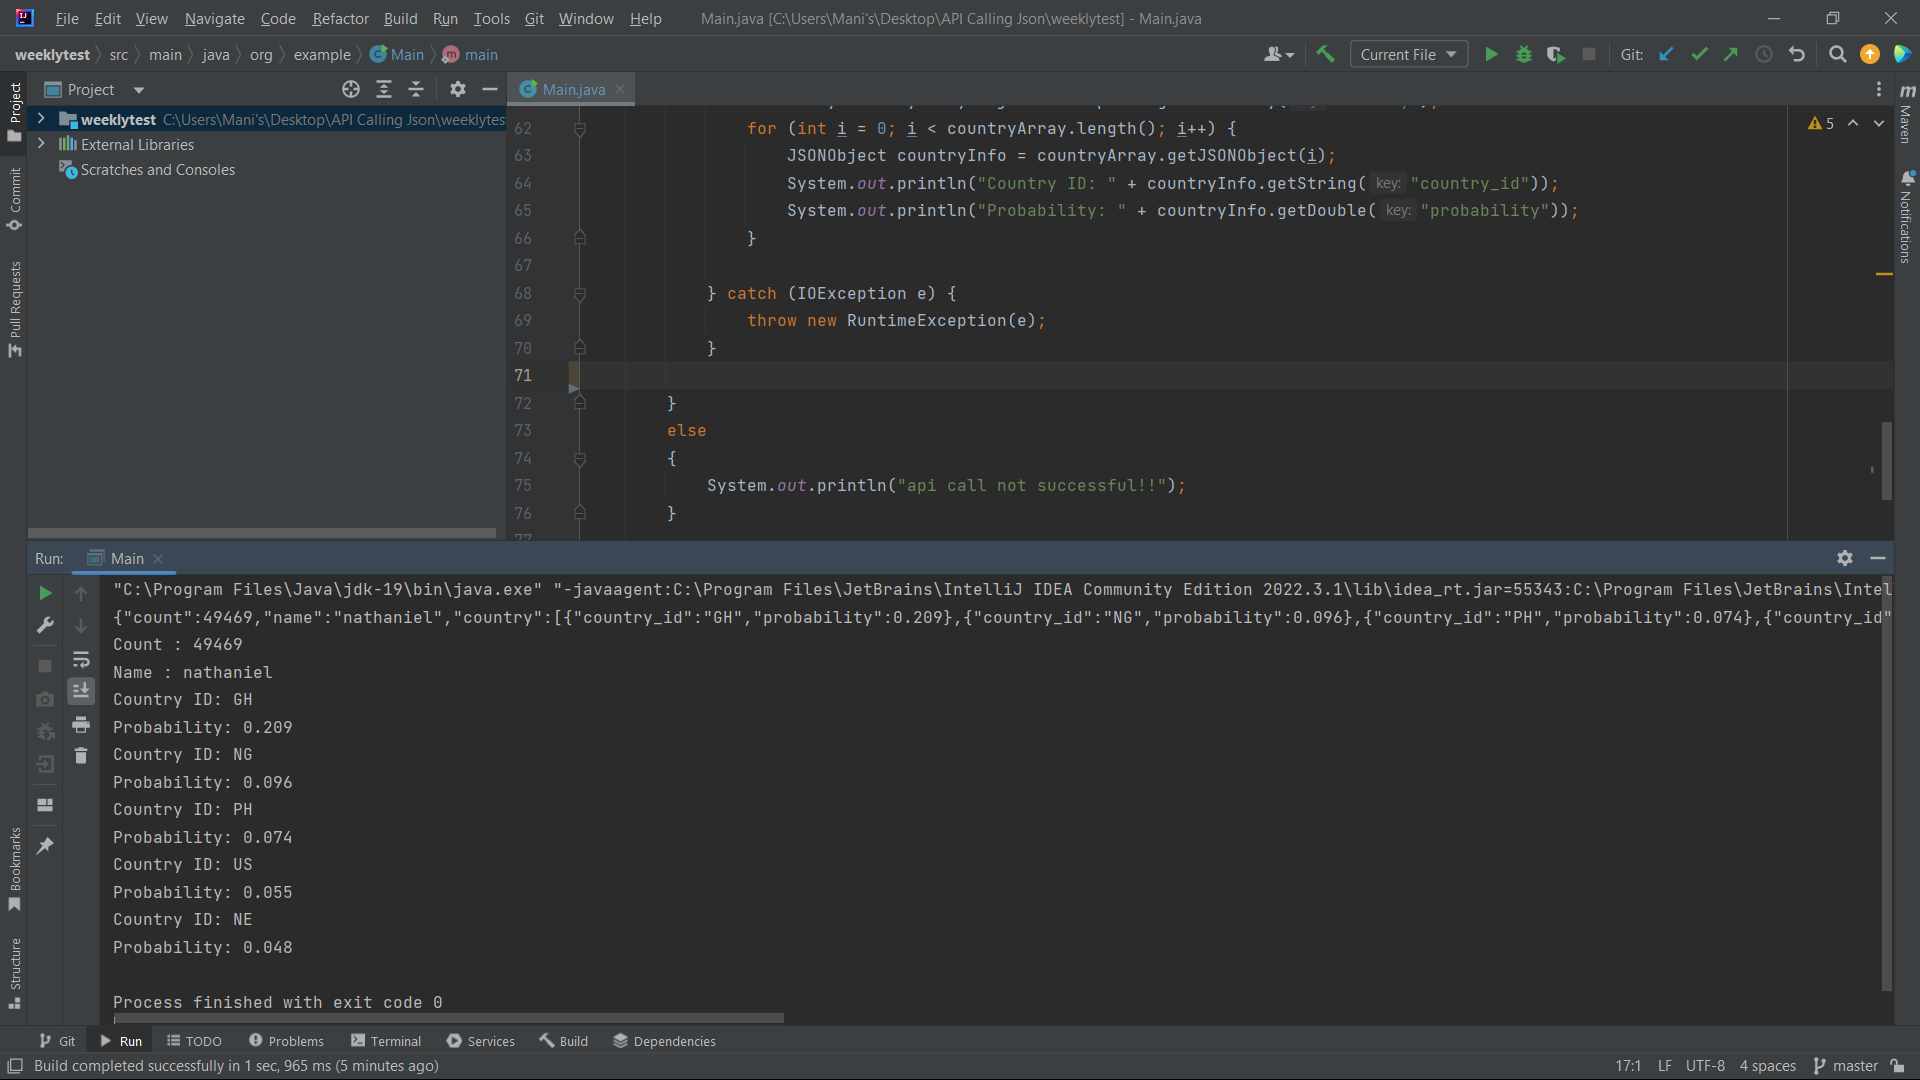 File Edit View Navigate Code Refactor Build Run Tools Git Window Help Main.java [C:\Users\Mani's\Desktop\API Calling Json\weeklytest] - Main.java
weeklytest src main java org example Main main Current File Git:
Project
Main.java
weeklytest C:\Users\Mani's\Desktop\API Calling Json\weeklytes
External Libraries
Scratches and Consoles
Project
Commit
Pull Requests
Bookmarks
Structure
62 for (int i = 0; i < countryArray.length(); i++) {
63 JSONObject countryInfo = countryArray.getJSONObject(i);
64 System.out.println("Country ID: " + countryInfo.getString( key: "country_id"));
65 System.out.println("Probability: " + countryInfo.getDouble( key: "probability"));
66 }
67
68 } catch (IOException e) {
69 throw new RuntimeException(e);
70 }
71
72 }
73 else
74 {
75 System.out.println("api call not successful!!");
76 }
77
5
Maven
Notifications
Run: Main
"C:\Program Files\Java\jdk-19\bin\java.exe" "-javaagent:C:\Program Files\JetBrains\IntelliJ IDEA Community Edition 2022.3.1\lib\idea_rt.jar=55343:C:\Program Files\JetBrains\Intel
{"count":49469,"name":"nathaniel","country":[{"country_id":"GH","probability":0.209},{"country_id":"NG","probability":0.096},{"country_id":"PH","probability":0.074},{"country_id"
Count : 49469
Name : nathaniel
Country ID: GH
Probability: 0.209
Country ID: NG
Probability: 0.096
Country ID: PH
Probability: 0.074
Country ID: US
Probability: 0.055
Country ID: NE
Probability: 0.048
Process finished with exit code 0
Git Run TODO Problems Terminal Services Build Dependencies
Build completed successfully in 1 sec, 965 ms (5 minutes ago) 17:1 LF UTF-8 4 spaces master